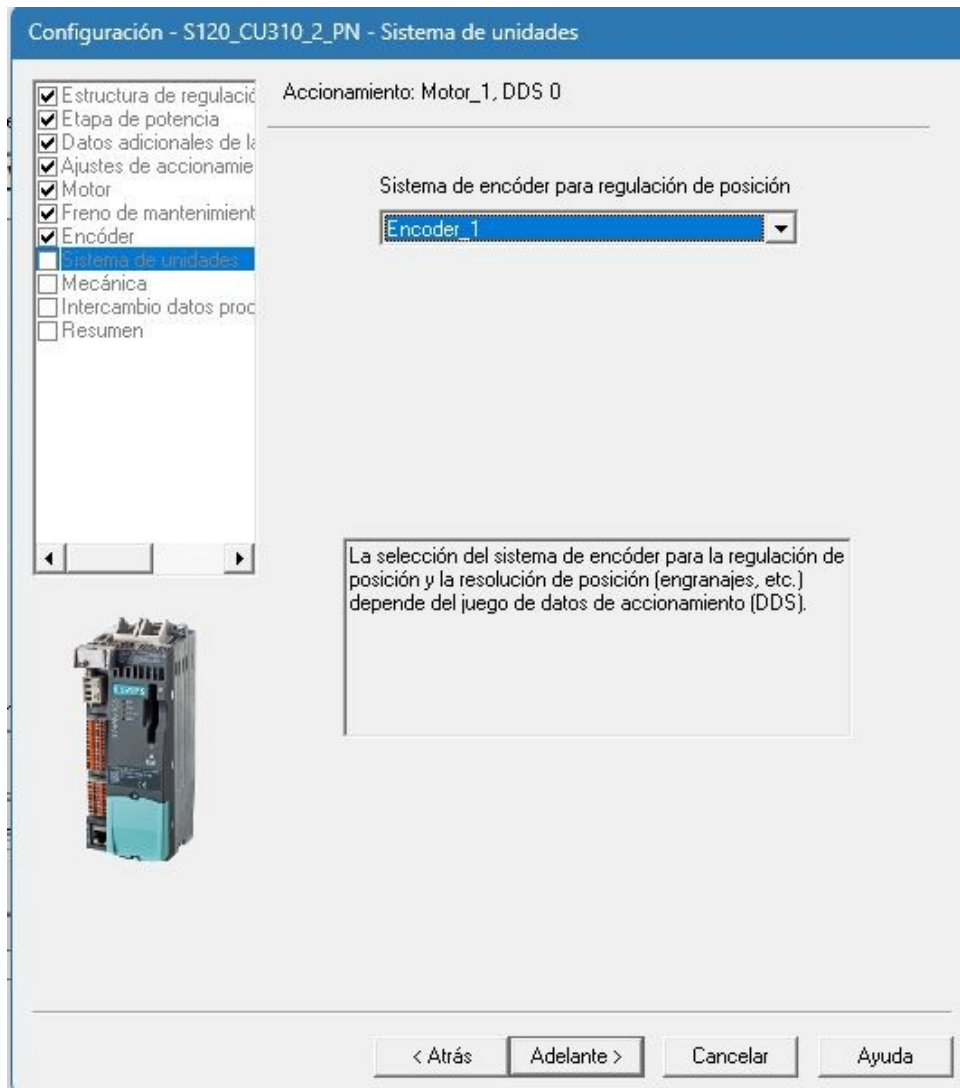 Configuración - S120_CU310_2_PN - Sistema de unidades
Accionamiento: Motor_1, DDS 0
Estructura de regulació
Etapa de potencia
Datos adicionales de la
Ajustes de accionamie
Motor
Freno de mantenimient
Encóder
Sistema de unidades
Mecánica
Intercambio datos proc
Resumen
Sistema de encóder para regulación de posición
Encoder_1
La selección del sistema de encóder para la regulación de
posición y la resolución de posición (engranajes, etc.)
depende del juego de datos de accionamiento (DDS).
< Atrás
Adelante >
Cancelar
Ayuda